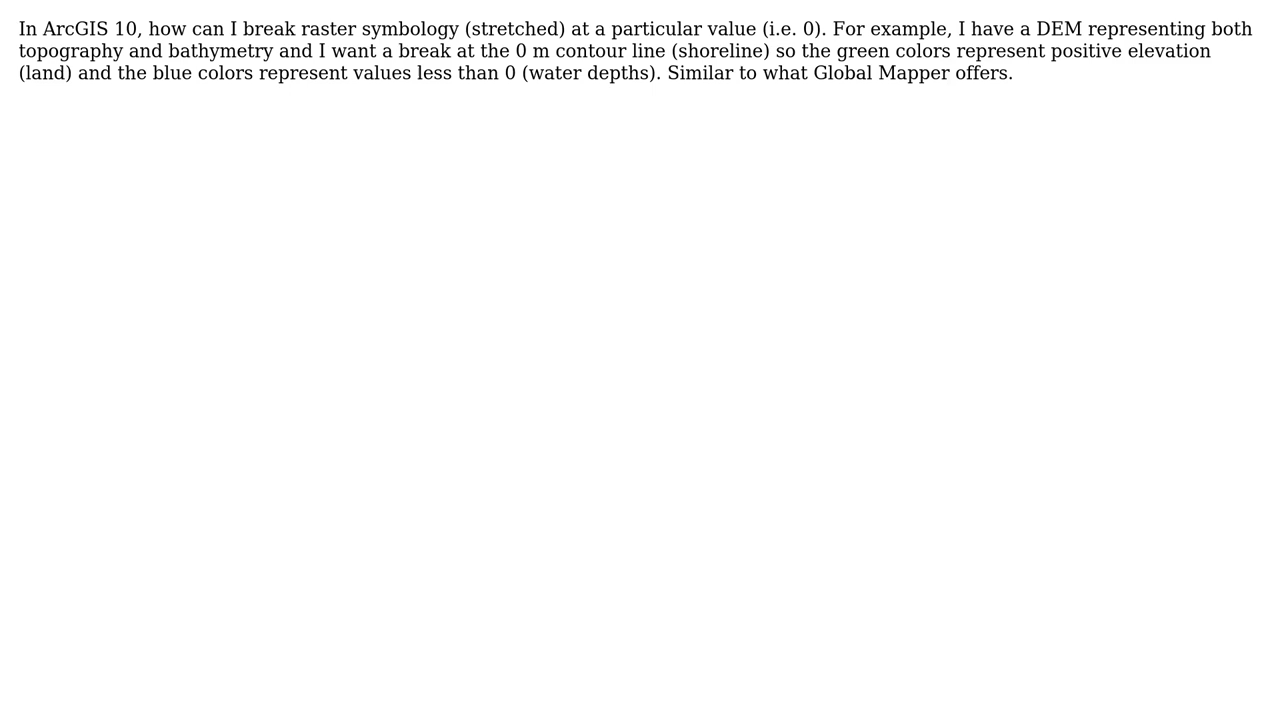 In ArcGIS 10, how can I break raster symbology (stretched) at a particular value (i.e. 0). For example, I have a DEM representing both
topography and bathymetry and I want a break at the 0 m contour line (shoreline) so the green colors represent positive elevation
(land) and the blue colors represent values less than 0 (water depths). Similar to what Global Mapper offers.